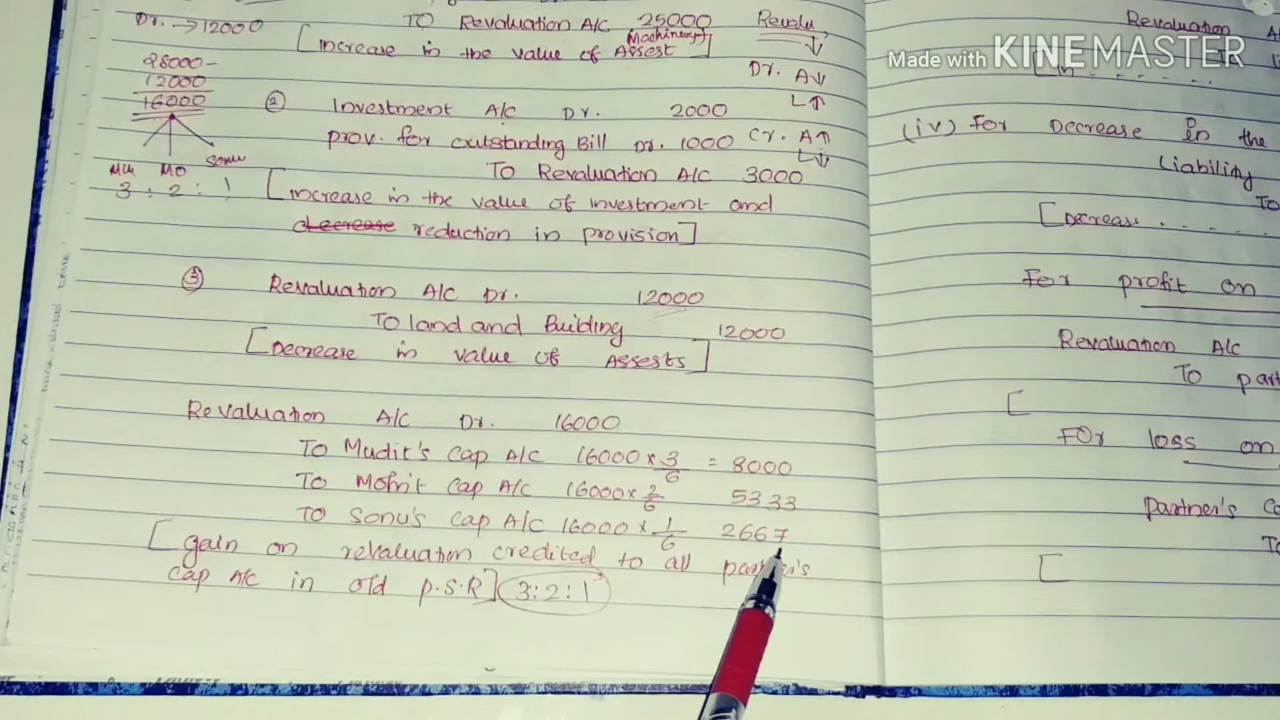 Dr. → 12000
TO Revaluation A/c 25000
Machinery
[Increase in the value of Assest]
28000 -
12000
16000
Mu Mo Sonu
3 : 2 : 1
Revalu
Dr. A↓
L↑
Cr. A↑
L↓
② Investment A/c Dr. 2000
prov. for outstanding Bill Dr. 1000
To Revaluation A/c 3000
[Increase in the value of investment and
decrease reduction in provision]
③ Revaluation A/c Dr. 12000
To land and Building 12000
[Decrease in value of Assests]
Revaluation A/c Dr. 16000
To Mudit's Cap A/c 16000 × 3/6 = 8000
To Mohit Cap A/c 16000 × 2/6 5333
To Sonu's Cap A/c 16000 × 1/6 2667
[gain on revaluation credited to all partner's
Cap A/c in old P.S.R] 3:2:1
Made with KINEMASTER
Revaluation A
(iv) For Decrease in the
Liability
To
[Decrease . . . . . .
For profit on
Revaluation A/c
To part
[
For loss on
partner's Ca
To
[